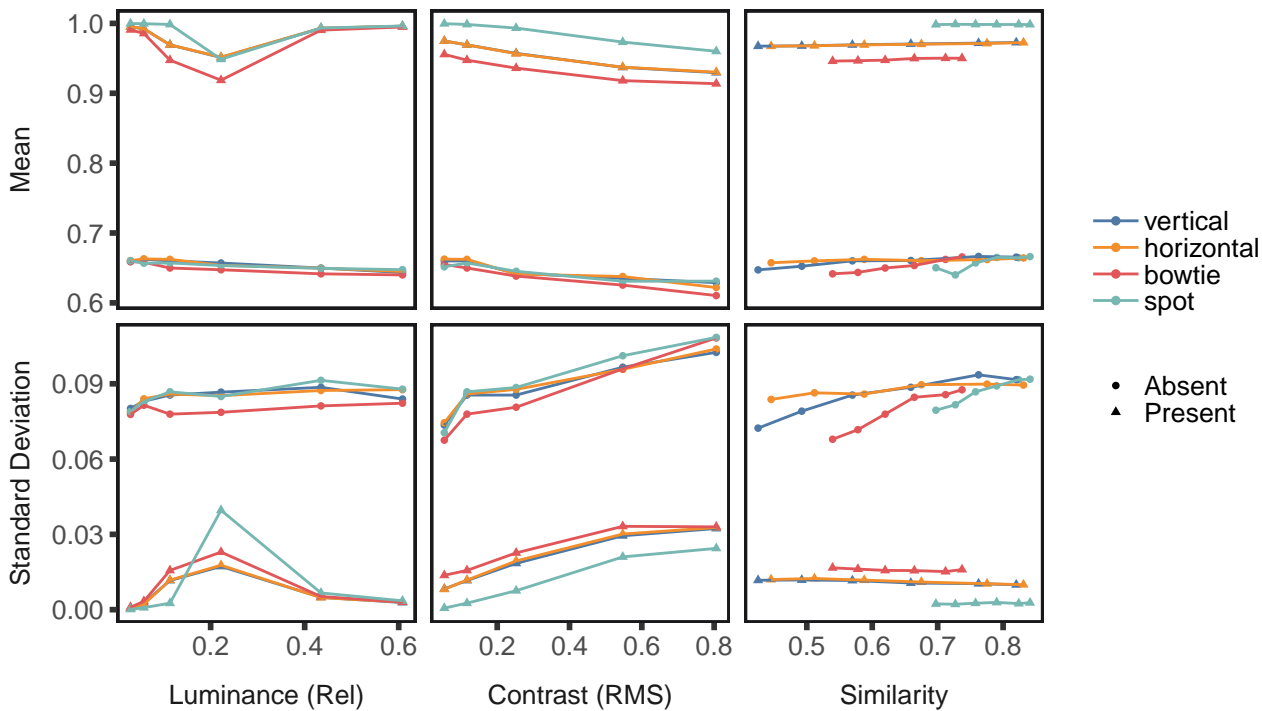 1.0
0.9
0.8
0.7
0.6
Mean
0.09
0.06
0.03
0.00
Standard Deviation
0.2 0.4 0.6
0.2 0.4 0.6 0.8
0.5 0.6 0.7 0.8
Luminance (Rel)
Contrast (RMS)
Similarity
vertical
horizontal
bowtie
spot
Absent
Present